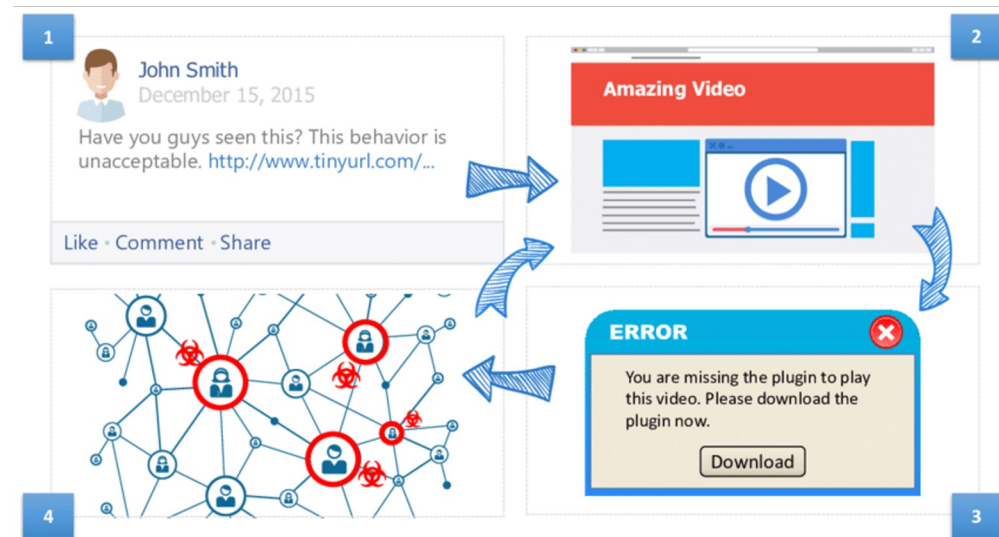 1
John Smith
December 15, 2015
Have you guys seen this? This behavior is
unacceptable. http://www.tinyurl.com/...
Like • Comment • Share
2
Amazing Video
3
ERROR
You are missing the plugin to play
this video. Please download the
plugin now.
Download
4